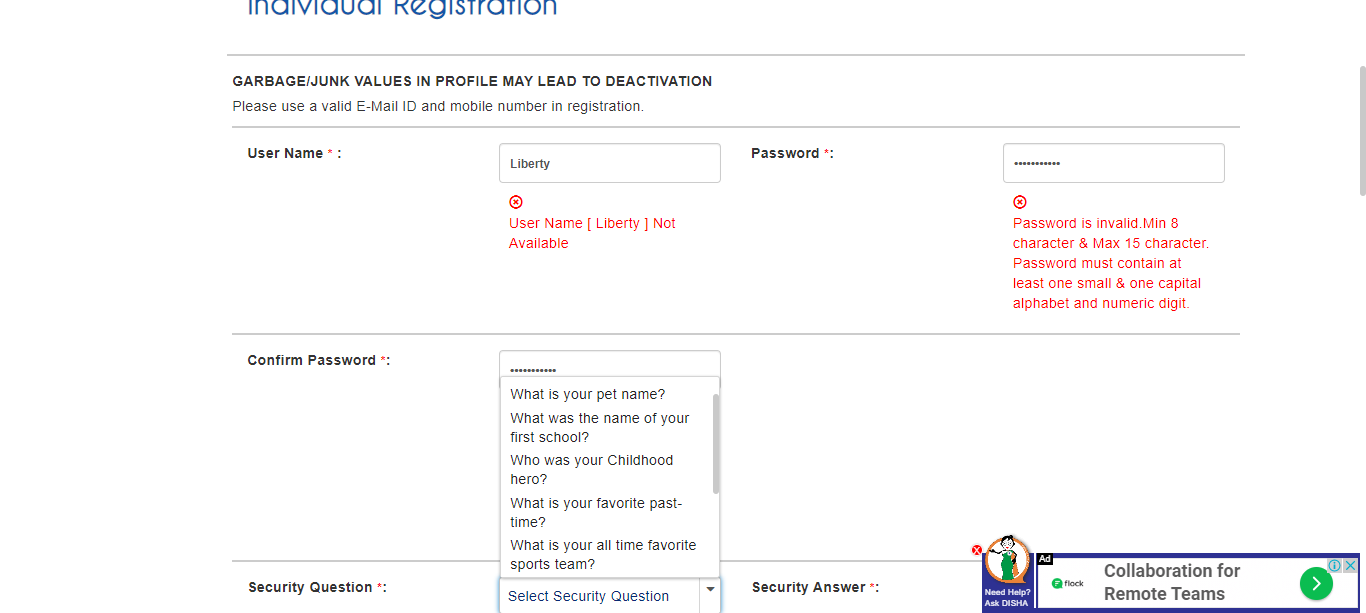 Individual Registration
GARBAGE/JUNK VALUES IN PROFILE MAY LEAD TO DEACTIVATION
Please use a valid E-Mail ID and mobile number in registration.
User Name * :
Liberty
Password *:
•••••••••••
User Name [ Liberty ] Not
Available
Password is invalid.Min 8
character & Max 15 character.
Password must contain at
least one small & one capital
alphabet and numeric digit.
Confirm Password *:
•••••••••••
What is your pet name?
What was the name of your
first school?
Who was your Childhood
hero?
What is your favorite past-
time?
What is your all time favorite
sports team?
Security Question *:
Select Security Question
Security Answer *:
Need Help?
Ask DISHA
Ad
flock
Collaboration for
Remote Teams